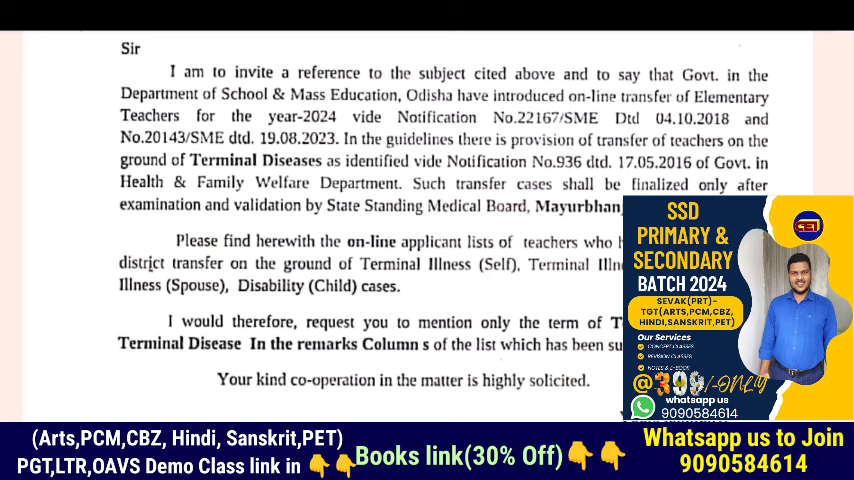 Sir
I am to invite a reference to the subject cited above and to say that Govt. in the
Department of School & Mass Education, Odisha have introduced on-line transfer of Elementary
Teachers for the year-2024 vide Notification No.22167/SME Dtd 04.10.2018 and
No.20143/SME dtd. 19.08.2023. In the guidelines there is provision of transfer of teachers on the
ground of Terminal Diseases as identified vide Notification No.936 dtd. 17.05.2016 of Govt. in
Health & Family Welfare Department. Such transfer cases shall be finalized only after
examination and validation by State Standing Medical Board, Mayurbhanj
Please find herewith the on-line applicant lists of teachers who
district transfer on the ground of Terminal Illness (Self), Terminal
Illness (Spouse), Disability (Child) cases.
I would therefore, request you to mention only the term of
Terminal Disease In the remarks Column s of the list which has been
Your kind co-operation in the matter is highly solicited.
SSD
PRIMARY &
SECONDARY
BATCH 2024
SEVAK(PRT)-
TGT(ARTS,PCM,CBZ,
HINDI,SANSKRIT,PET)
Our Services
CONCEPT CLASSES
REVISION CLASSES
NOTES & E-BOOK
@399/-ONLY
whatsapp us
9090584614
(Arts,PCM,CBZ, Hindi, Sanskrit,PET)
PGT,LTR,OAVS Demo Class link in
Books link(30% Off)
Whatsapp us to Join
9090584614